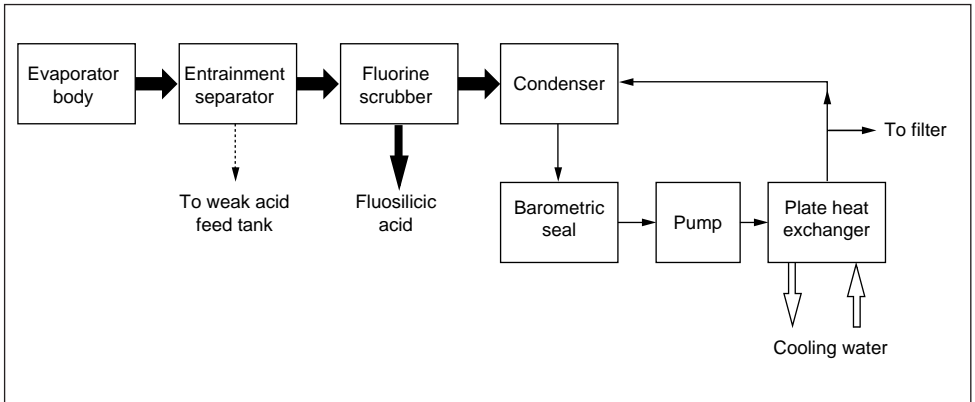 Evaporator
body
Entrainment
separator
Fluorine
scrubber
Condenser
To filter
To weak acid
feed tank
Fluosilicic
acid
Barometric
seal
Pump
Plate heat
exchanger
Cooling water